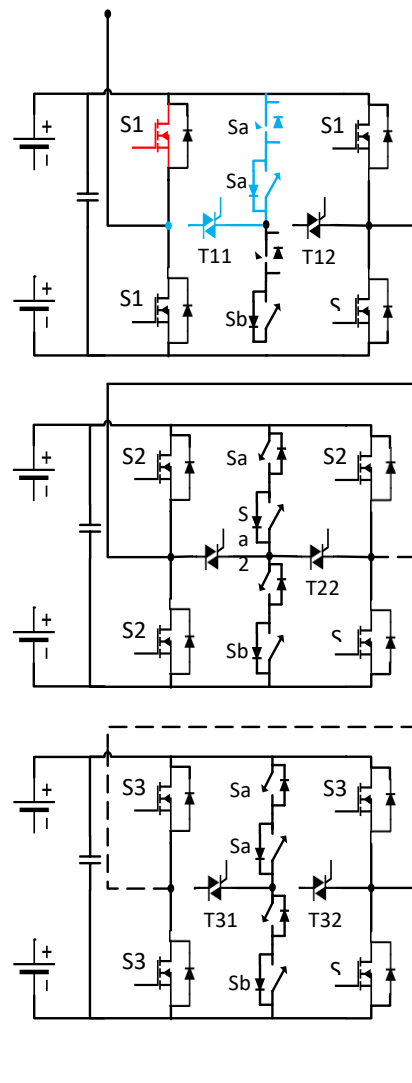 S1
Sa
S1
+
Sa
T11
T12
S1
Sb
S
+
S2
Sa
S2
+
S
a
2
T22
S2
Sb
S
+
S3
Sa
S3
+
Sa
T31
T32
S3
Sb
S
+